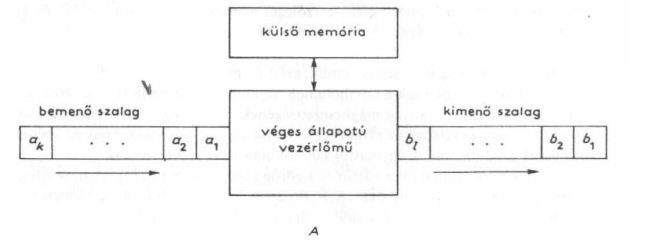 külső memória
bemenő szalag
kimenő szalag
véges állapotú
vezérlőmű
a_k . . . a_2 a_1
b_l . . . b_2 b_1
A